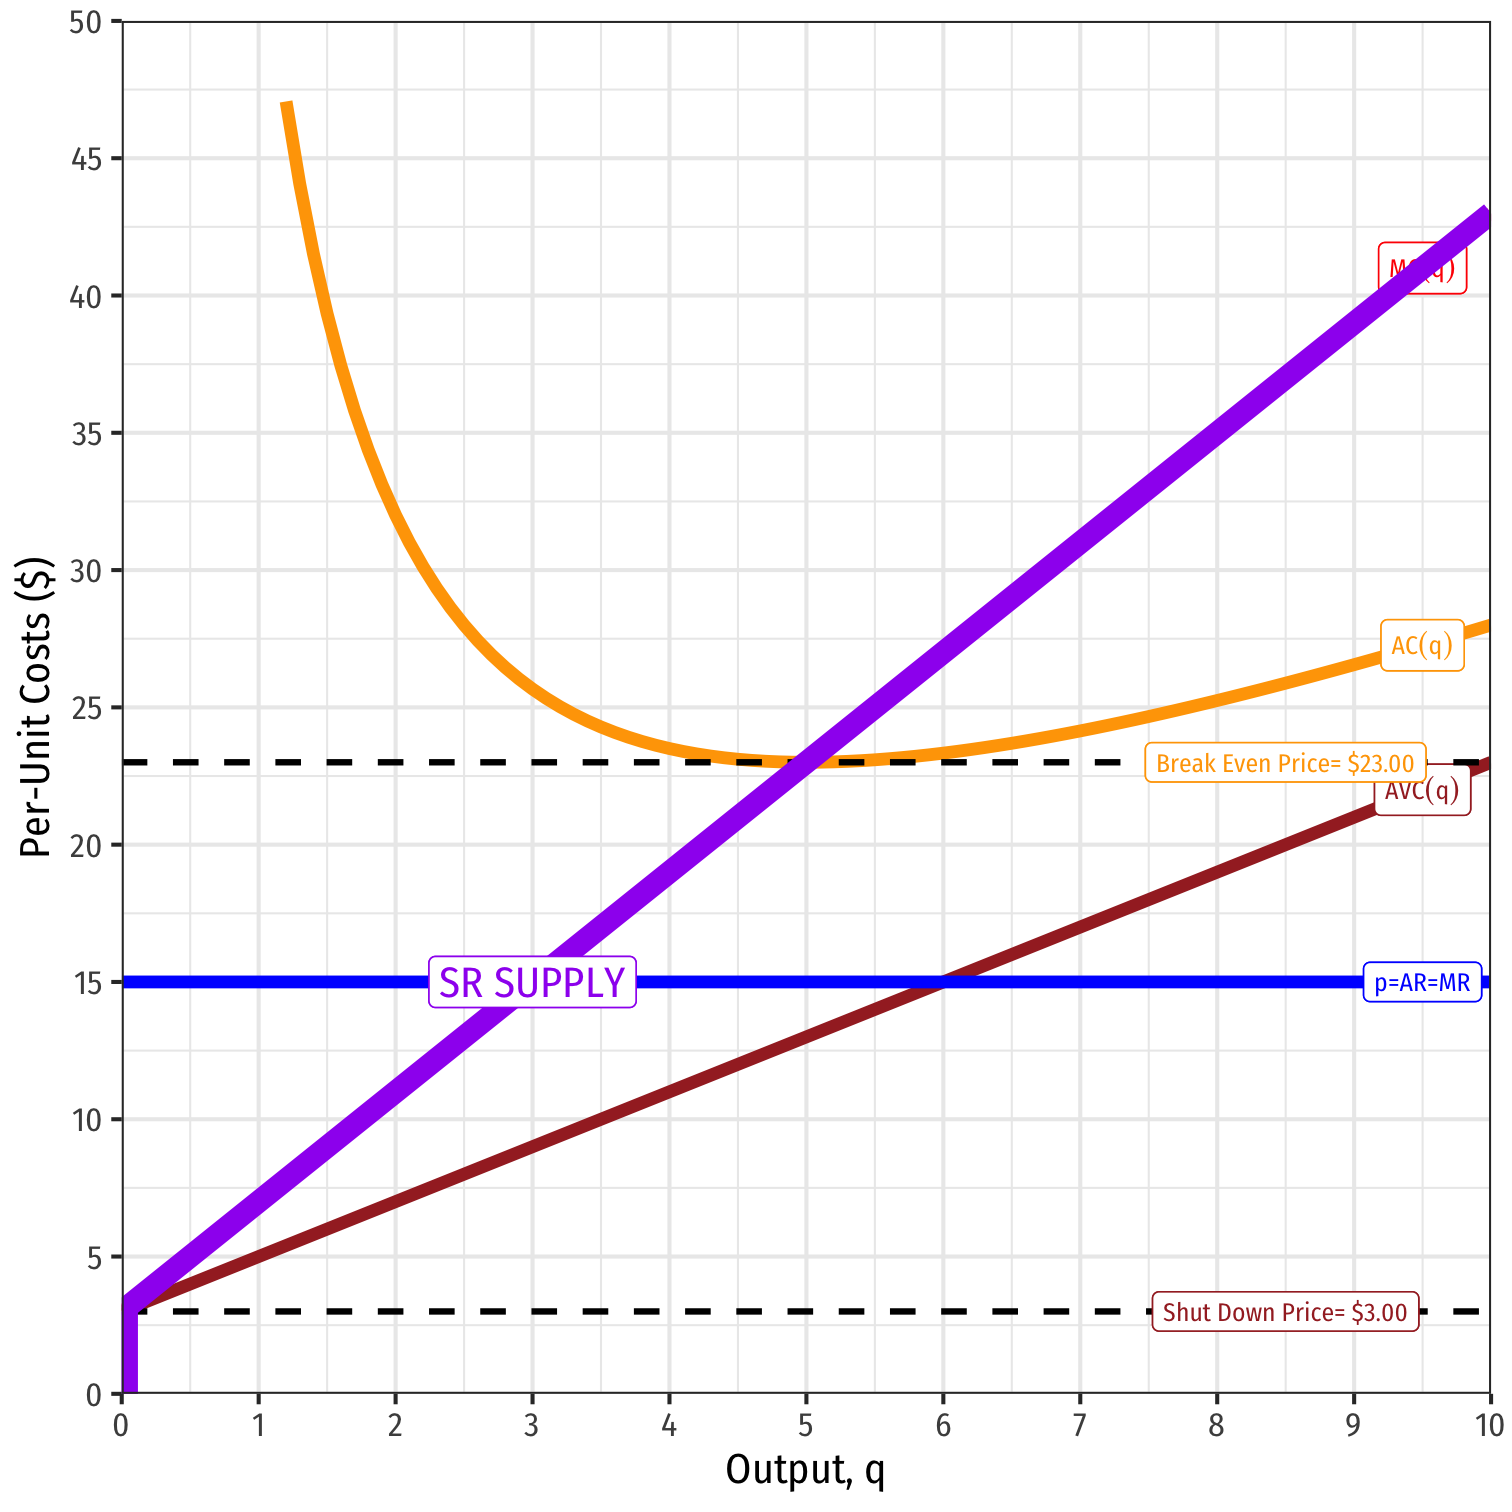 50
45
40
35
30
25
20
15
10
5
0
Per-Unit Costs ($)
AC(q)
Break Even Price= $23.00
AVC(q)
SR SUPPLY
p=AR=MR
Shut Down Price= $3.00
0 1 2 3 4 5 6 7 8 9 10
Output, q